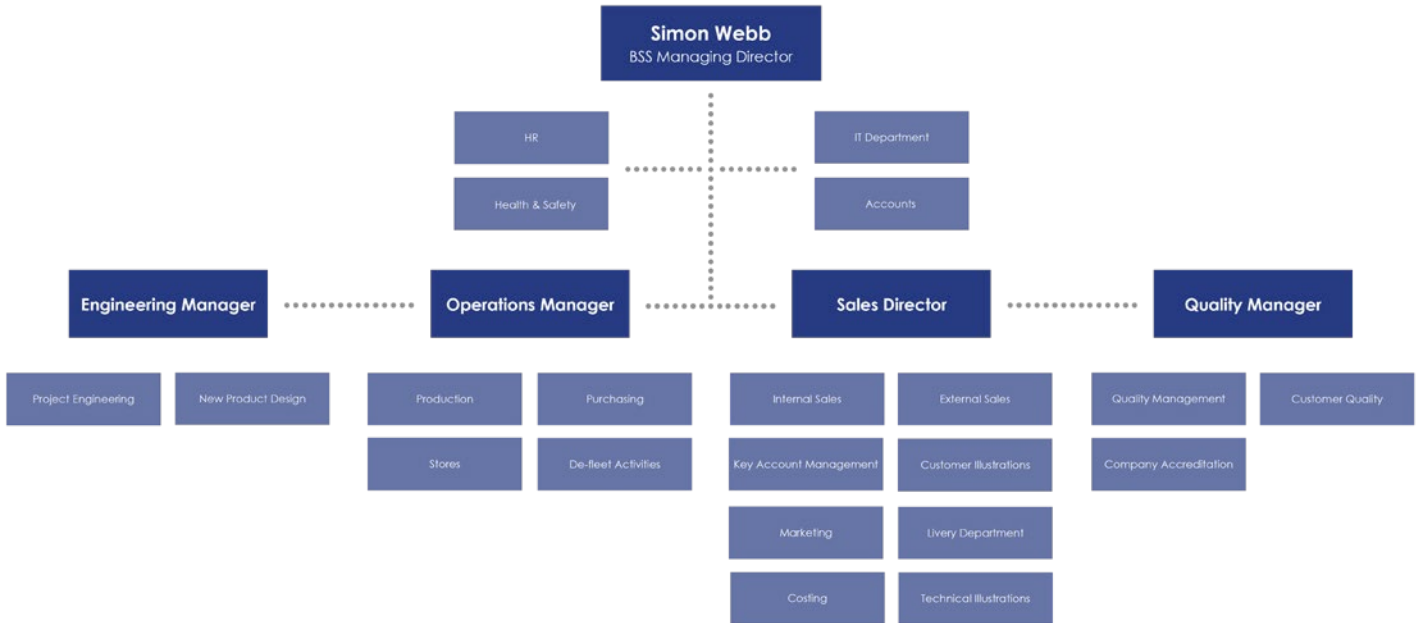 Simon Webb
BSS Managing Director
HR
IT Department
Health & Safety
Accounts
Engineering Manager
Operations Manager
Sales Director
Quality Manager
Project Engineering
New Product Design
Production
Purchasing
Internal Sales
External Sales
Quality Management
Customer Quality
Stores
De-fleet Activities
Key Account Management
Customer Illustrations
Company Accreditation
Marketing
Livery Department
Costing
Technical Illustrations